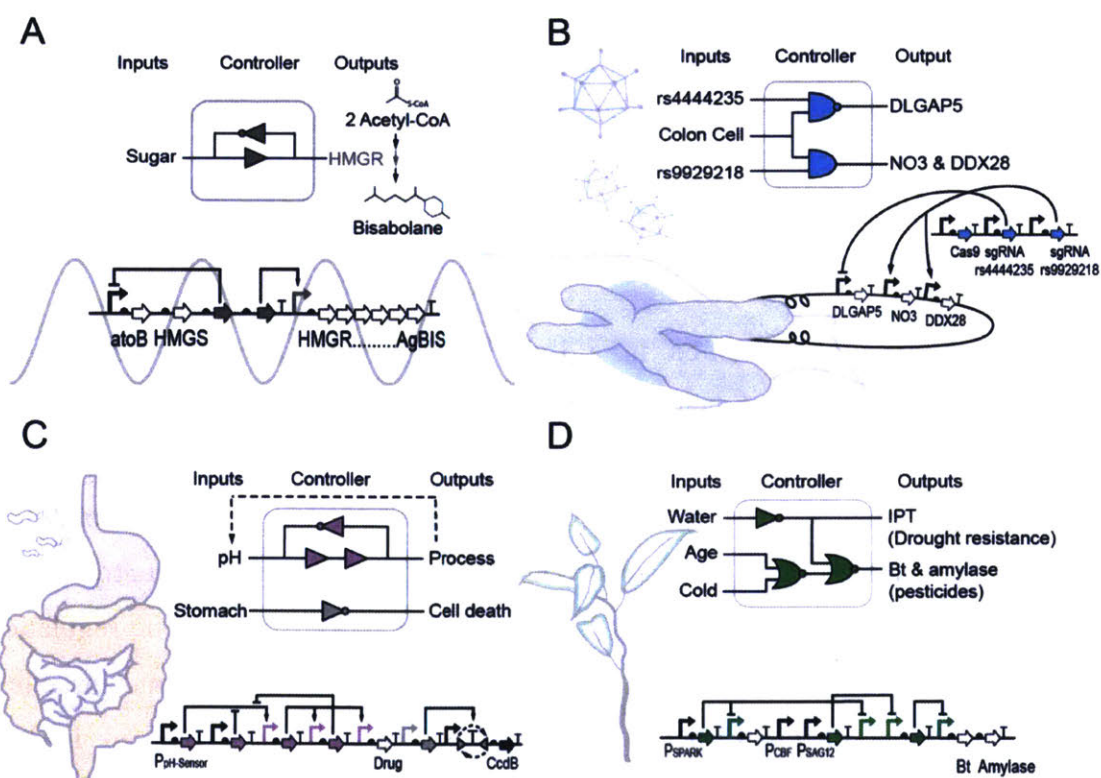 A
Inputs Controller Outputs
O
S-CoA
2 Acetyl-CoA
Sugar
HMGR
Bisabolane
atoB HMGS
HMGR.........AgBIS
B
Inputs Controller Output
rs4444235
DLGAP5
Colon Cell
rs9929218
NO3 & DDX28
Cas9 sgRNA sgRNA
rs4444235 rs9929218
DLGAP5 NO3 DDX28
C
Inputs Controller Outputs
pH
Process
Stomach
Cell death
PpH-Sensor
Drug
CcdB
D
Inputs Controller Outputs
Water
IPT
(Drought resistance)
Age
Bt & amylase
Cold
(pesticides)
PSPARK
PCBF PSAG12
Bt Amylase